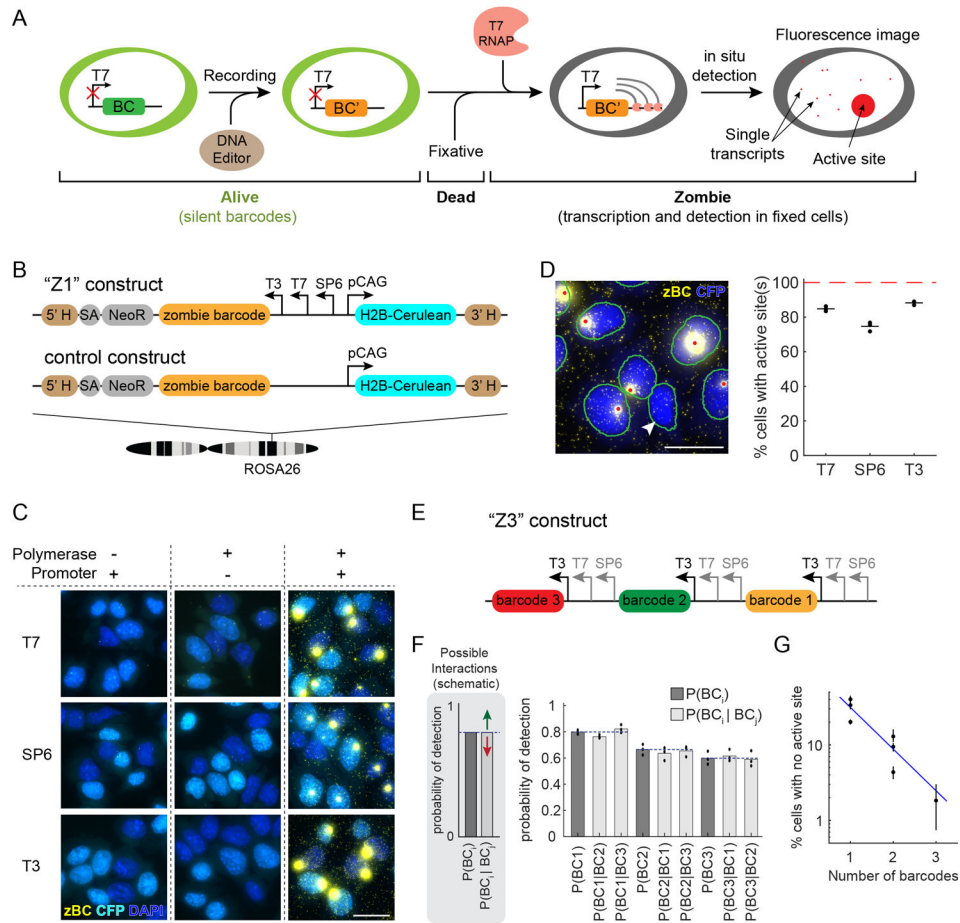 A
T7
RNAP
Fluorescence image
T7
BC
Recording
DNA
Editor
T7
BC'
Fixative
T7
BC'
in situ
detection
Single
transcripts
Active site
Alive
(silent barcodes)
Dead
Zombie
(transcription and detection in fixed cells)
B
"Z1" construct
T3 T7 SP6 pCAG
5' H SA NeoR zombie barcode H2B-Cerulean 3' H
control construct
pCAG
5' H SA NeoR zombie barcode H2B-Cerulean 3' H
ROSA26
C
Polymerase - + +
Promoter + - +
T7
SP6
T3
zBC CFP DAPI
D
zBC CFP
% cells with active site(s)
100
80
60
40
20
0
T7 SP6 T3
E
"Z3" construct
T3 T7 SP6 T3 T7 SP6 T3 T7 SP6
barcode 3 barcode 2 barcode 1
F
Possible
Interactions
(schematic)
probability of detection
1
0
P(BCi)
P(BCi| BCj)
probability of detection
1
0.8
0.6
0.4
0.2
0
P(BCi)
P(BCi| BCj)
P(BC1)
P(BC1|BC2)
P(BC1|BC3)
P(BC2)
P(BC2|BC1)
P(BC2|BC3)
P(BC3)
P(BC3|BC1)
P(BC3|BC2)
G
% cells with no active site
10
1
1 2 3
Number of barcodes